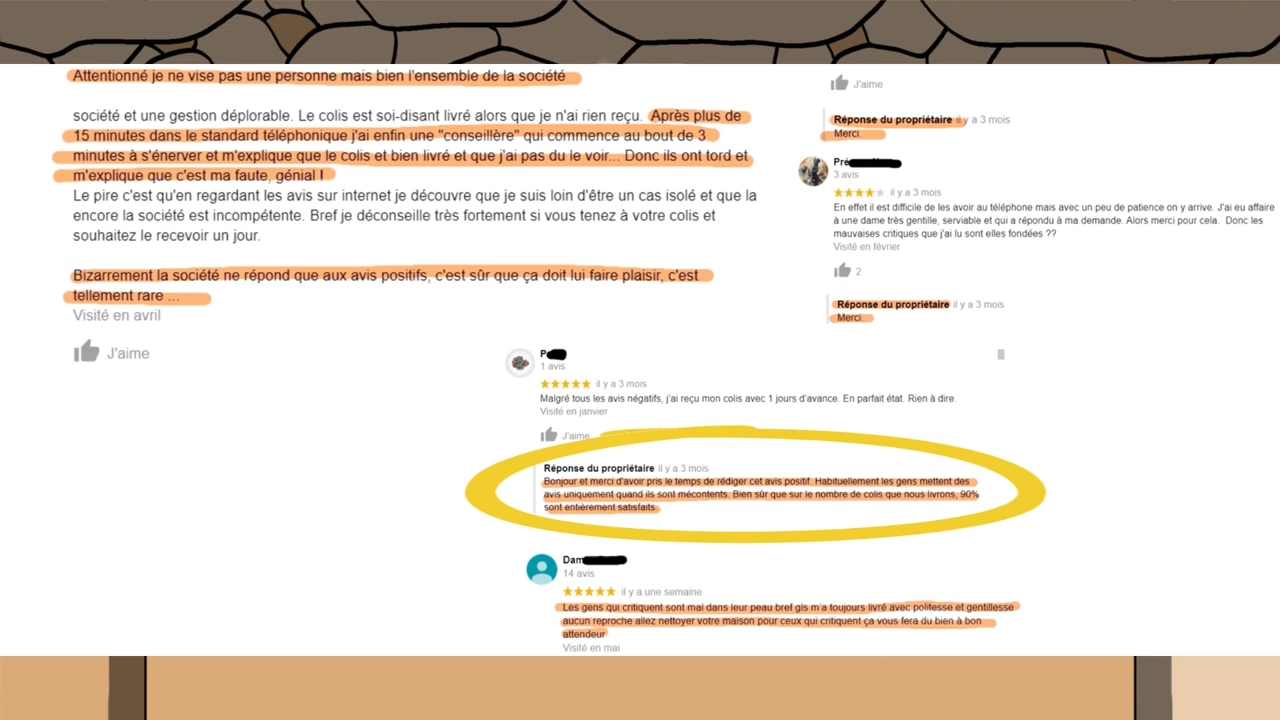 Attentionné je ne vise pas une personne mais bien l'ensemble de la société
société et une gestion déplorable. Le colis est soi-disant livré alors que je n'ai rien reçu. Après plus de
15 minutes dans le standard téléphonique j'ai enfin une "conseillère" qui commence au bout de 3
minutes à s'énerver et m'explique que le colis et bien livré et que j'ai pas du le voir... Donc ils ont tord et
m'explique que c'est ma faute, génial !
Le pire c'est qu'en regardant les avis sur internet je découvre que je suis loin d'être un cas isolé et que la
encore la société est incompétente. Bref je déconseille très fortement si vous tenez à votre colis et
souhaitez le recevoir un jour.
Bizarrement la société ne répond que aux avis positifs, c'est sûr que ça doit lui faire plaisir, c'est
tellement rare ...
Visité en avril
J'aime
J'aime
Réponse du propriétaire il y a 3 mois
Merci.
Pré
3 avis
il y a 3 mois
En effet il est difficile de les avoir au téléphone mais avec un peu de patience on y arrive. J'ai eu affaire
à une dame très gentille, serviable et qui a répondu à ma demande. Alors merci pour cela. Donc les
mauvaises critiques que j'ai lu sont elles fondées ??
Visité en février
2
Réponse du propriétaire il y a 3 mois
Merci.
P
1 avis
il y a 3 mois
Malgré tous les avis négatifs, j'ai reçu mon colis avec 1 jours d'avance. En parfait état. Rien à dire.
Visité en janvier
J'aime
Réponse du propriétaire il y a 3 mois
Bonjour et merci d'avoir pris le temps de rédiger cet avis positif. Habituellement les gens mettent des
avis uniquement quand ils sont mécontents. Bien sûr que sur le nombre de colis que nous livrons, 90%
sont entièrement satisfaits.
Dam
14 avis
il y a une semaine
Les gens qui critiquent sont mal dans leur peau bref gls m'a toujours livré avec politesse et gentillesse
aucun reproche allez nettoyer votre maison pour ceux qui critiquent ça vous fera du bien à bon
attendeur
Visité en mai